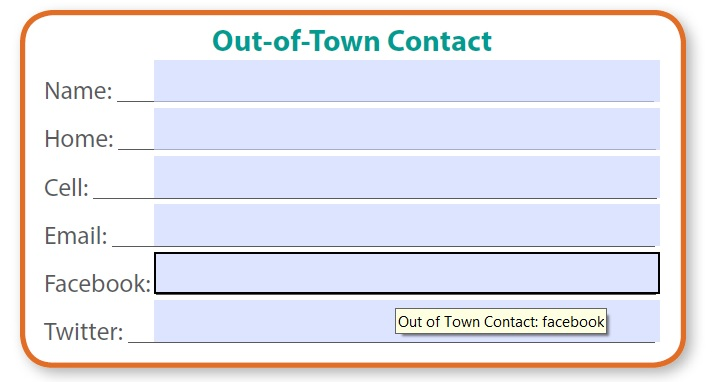 Out-of-Town Contact
Name:
Home:
Cell:
Email:
Facebook:
Out of Town Contact: facebook
Twitter: